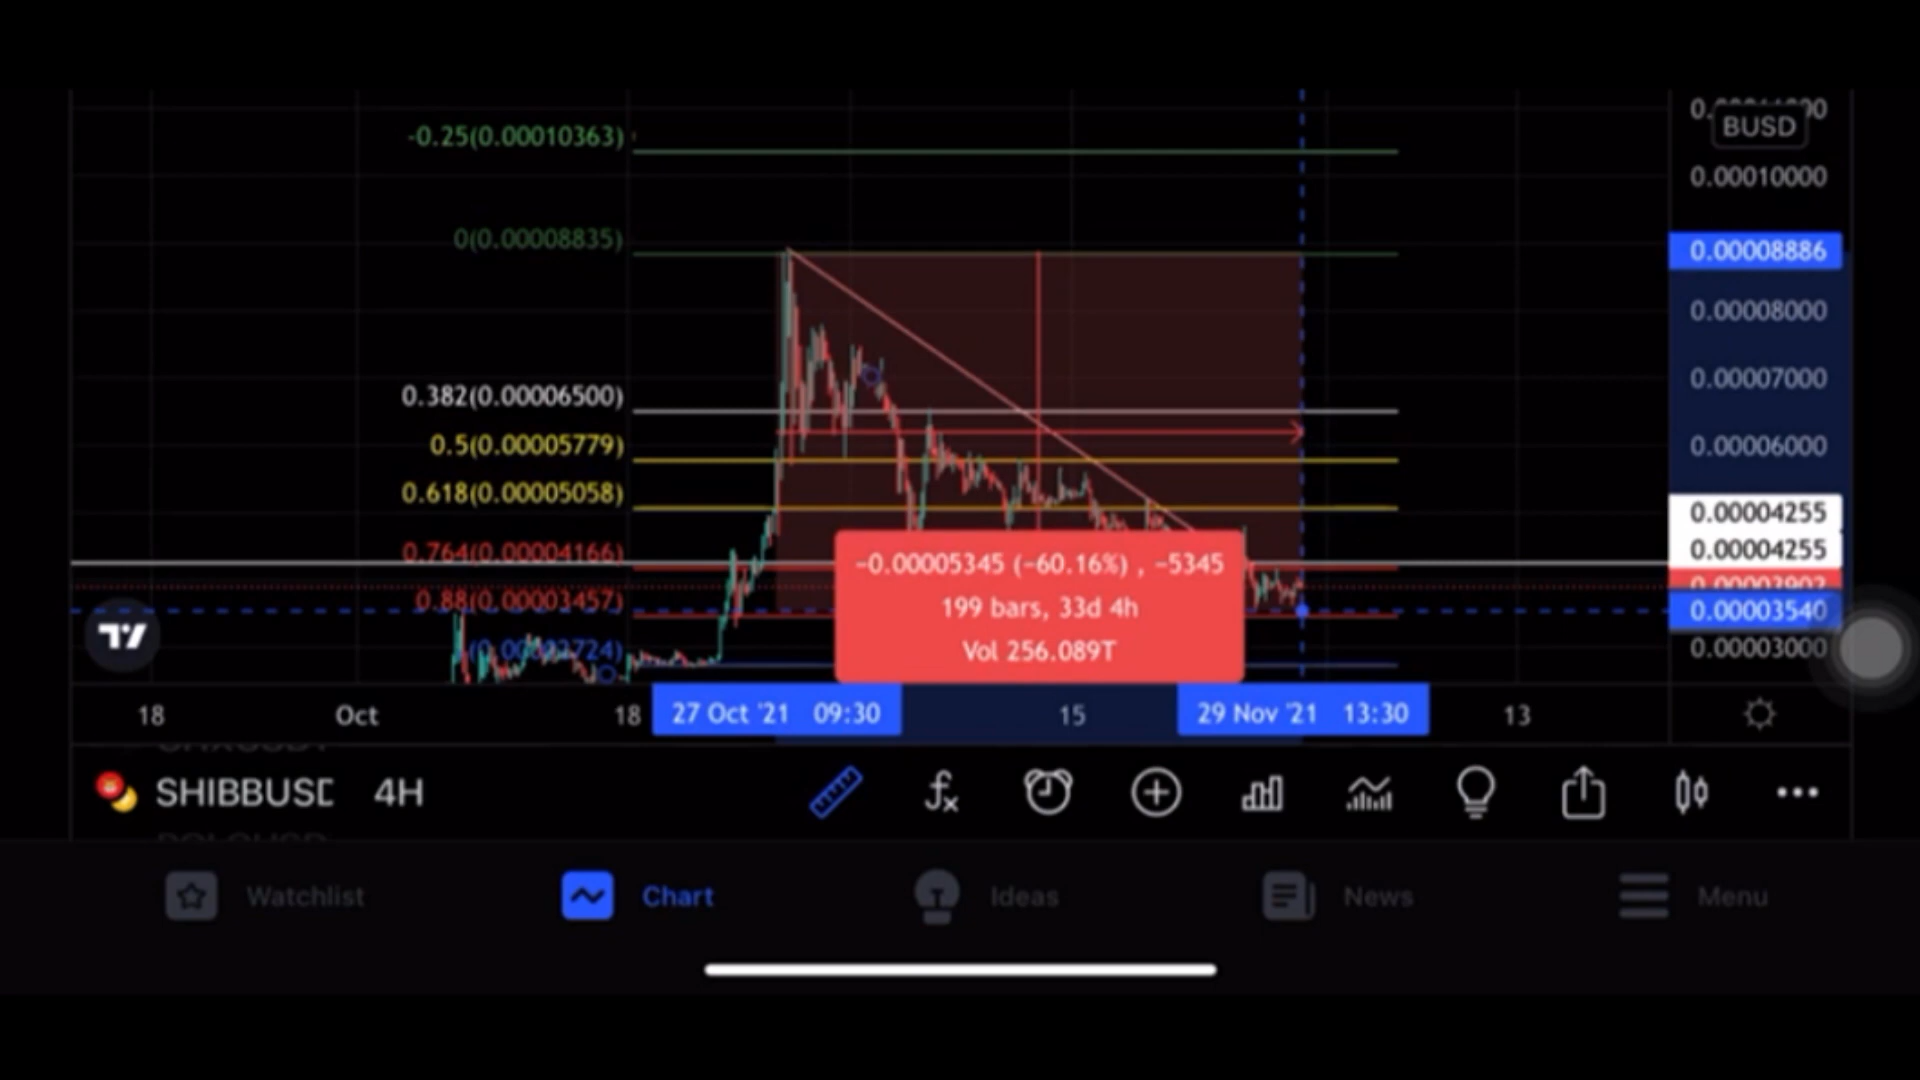 -0.25(0.00010363)
BUSD
0.00010000
0(0.00008835)
0.00008886
0.00008000
0.00007000
0.382(0.00006500)
0.5(0.00005779)
0.00006000
0.618(0.00005058)
0.00004255
0.764(0.00004166)
0.00004255
-0.00005345 (-60.16%) , -5345
0.00003902
0.88(0.00003457)
199 bars, 33d 4h
0.00003540
Vol 256.089T
0.00003000
18
Oct
18
27 Oct '21 09:30
15
29 Nov '21 13:30
13
SHIBBUSD 4H
Watchlist
Chart
Ideas
News
Menu